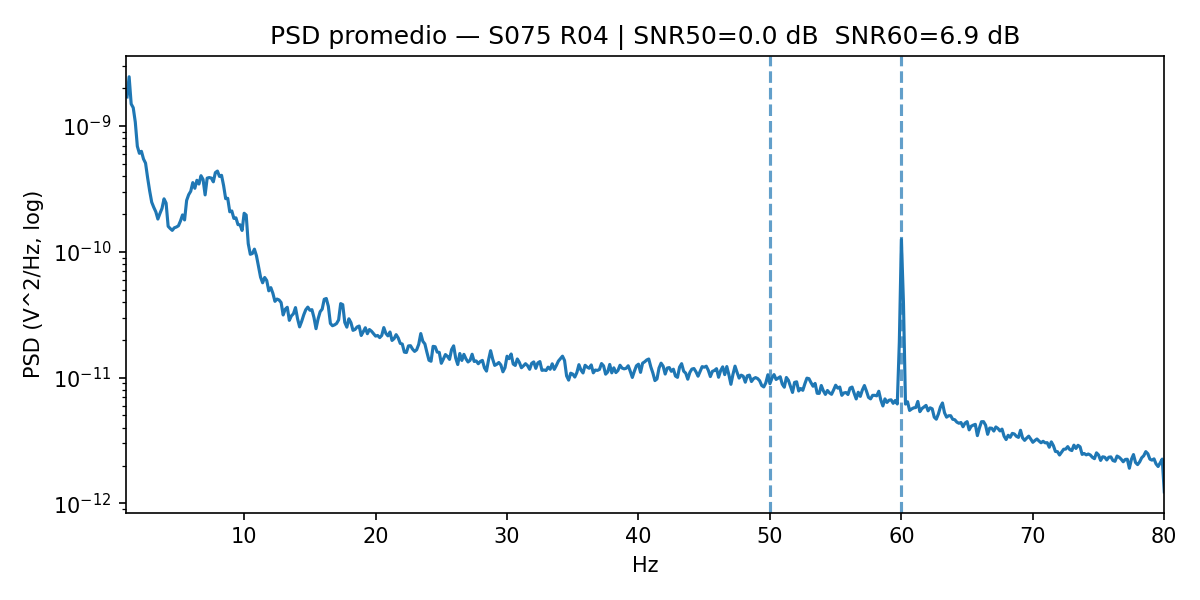 PSD promedio — S075 R04 | SNR50=0.0 dB  SNR60=6.9 dB
PSD (V^2/Hz, log)
10⁻⁹
10⁻¹⁰
10⁻¹¹
10⁻¹²
10 20 30 40 50 60 70 80
Hz